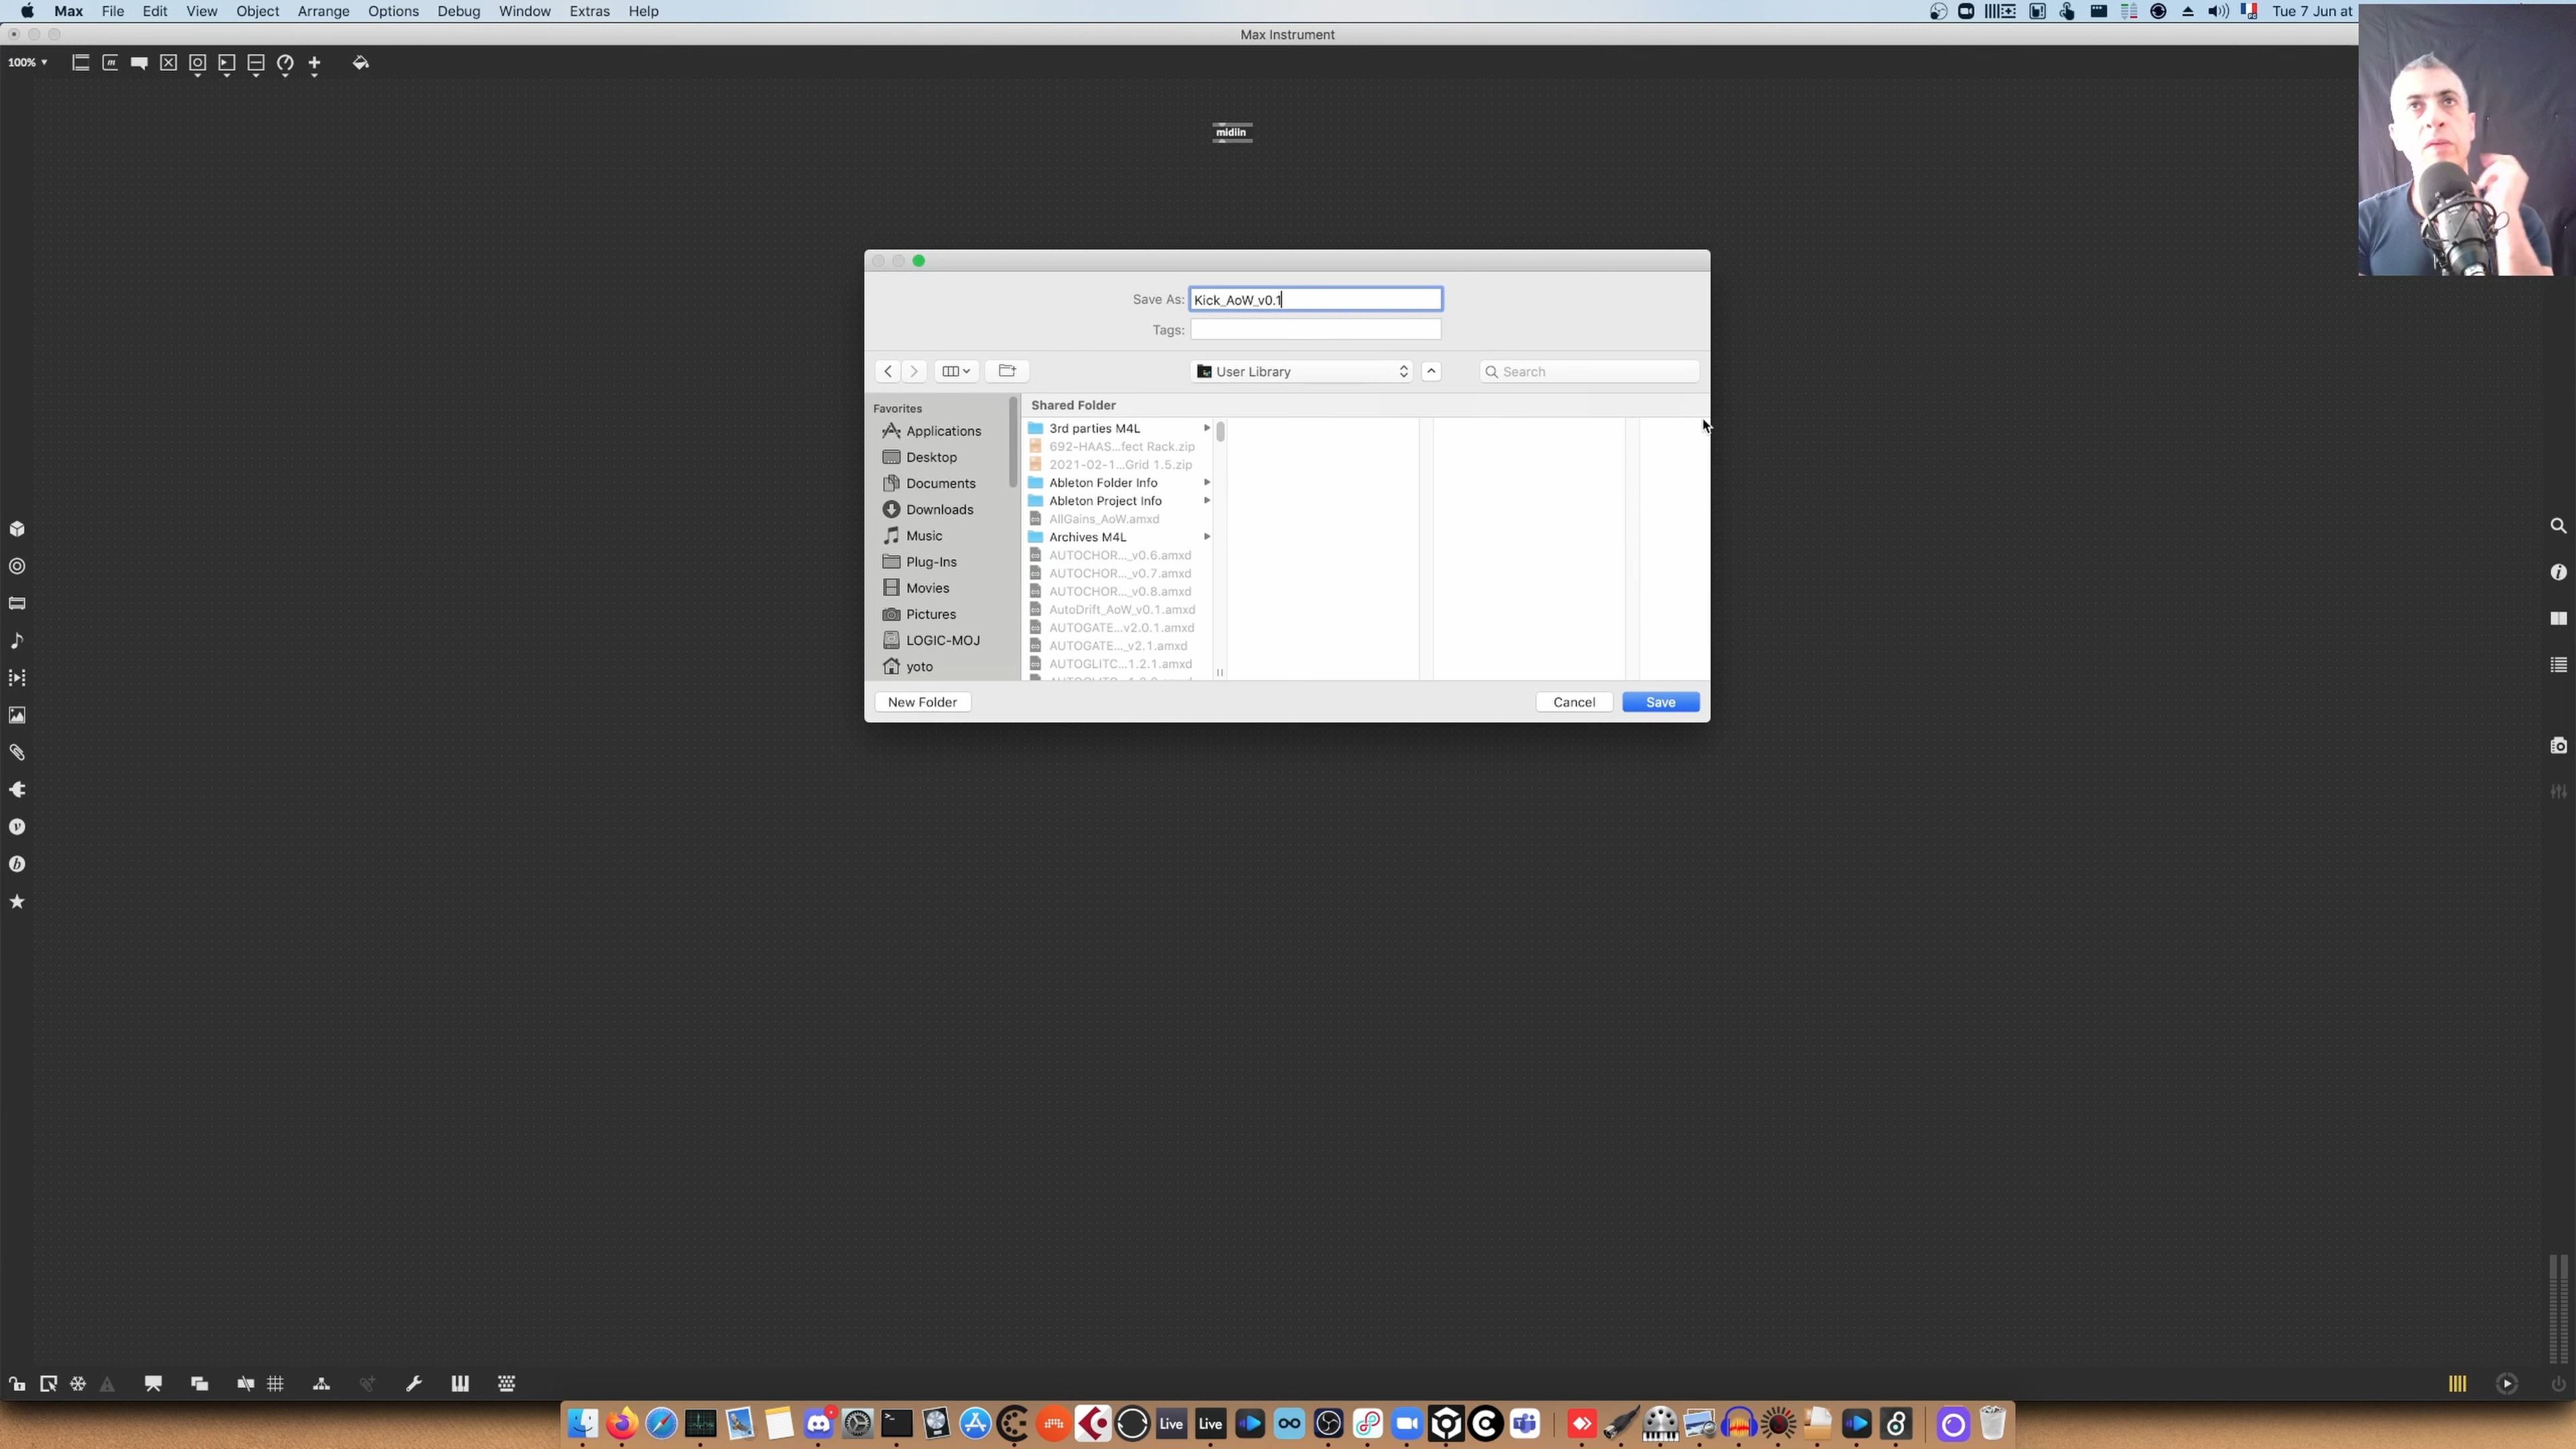 Max File Edit View Object Arrange Options Debug Window Extras Help
Tue 7 Jun at
Max Instrument
100%
midiin
Save As: Kick_AoW_v0.1
Tags:
User Library
Search
Favorites
Applications
Desktop
Documents
Downloads
Music
Plug-Ins
Movies
Pictures
LOGIC-MOJ
yoto
Shared Folder
3rd parties M4L
692-HAAS...fect Rack.zip
2021-02-1...Grid 1.5.zip
Ableton Folder Info
Ableton Project Info
AllGains_AoW.amxd
Archives M4L
AUTOCHOR..._v0.6.amxd
AUTOCHOR..._v0.7.amxd
AUTOCHOR..._v0.8.amxd
AutoDrift_AoW_v0.1.amxd
AUTOGATE...v2.0.1.amxd
AUTOGATE..._v2.1.amxd
AUTOGLITC...1.2.1.amxd
New Folder
Cancel
Save
Live
Live